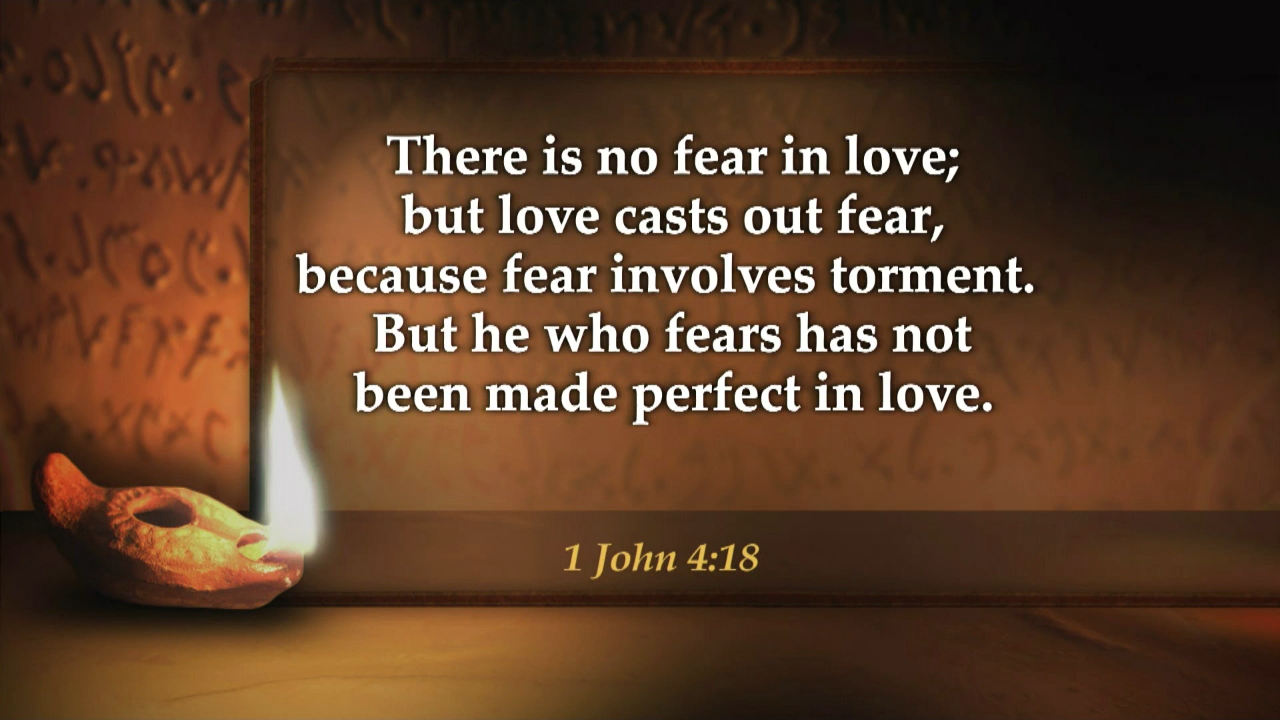 There is no fear in love;
but love casts out fear,
because fear involves torment.
But he who fears has not
been made perfect in love.
1 John 4:18